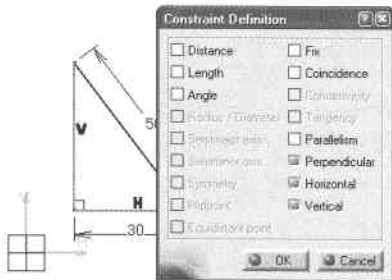 Constraint Definition
Distance
Fix
Length
Coincidence
Angle
Concentricity
Radius / Diameter
Tangency
Semimajor axis
Parallelism
Semiminor axis
Perpendicular
Symmetry
Horizontal
Midpoint
Vertical
Equidistant point
OK
Cancel
50
V
H
30